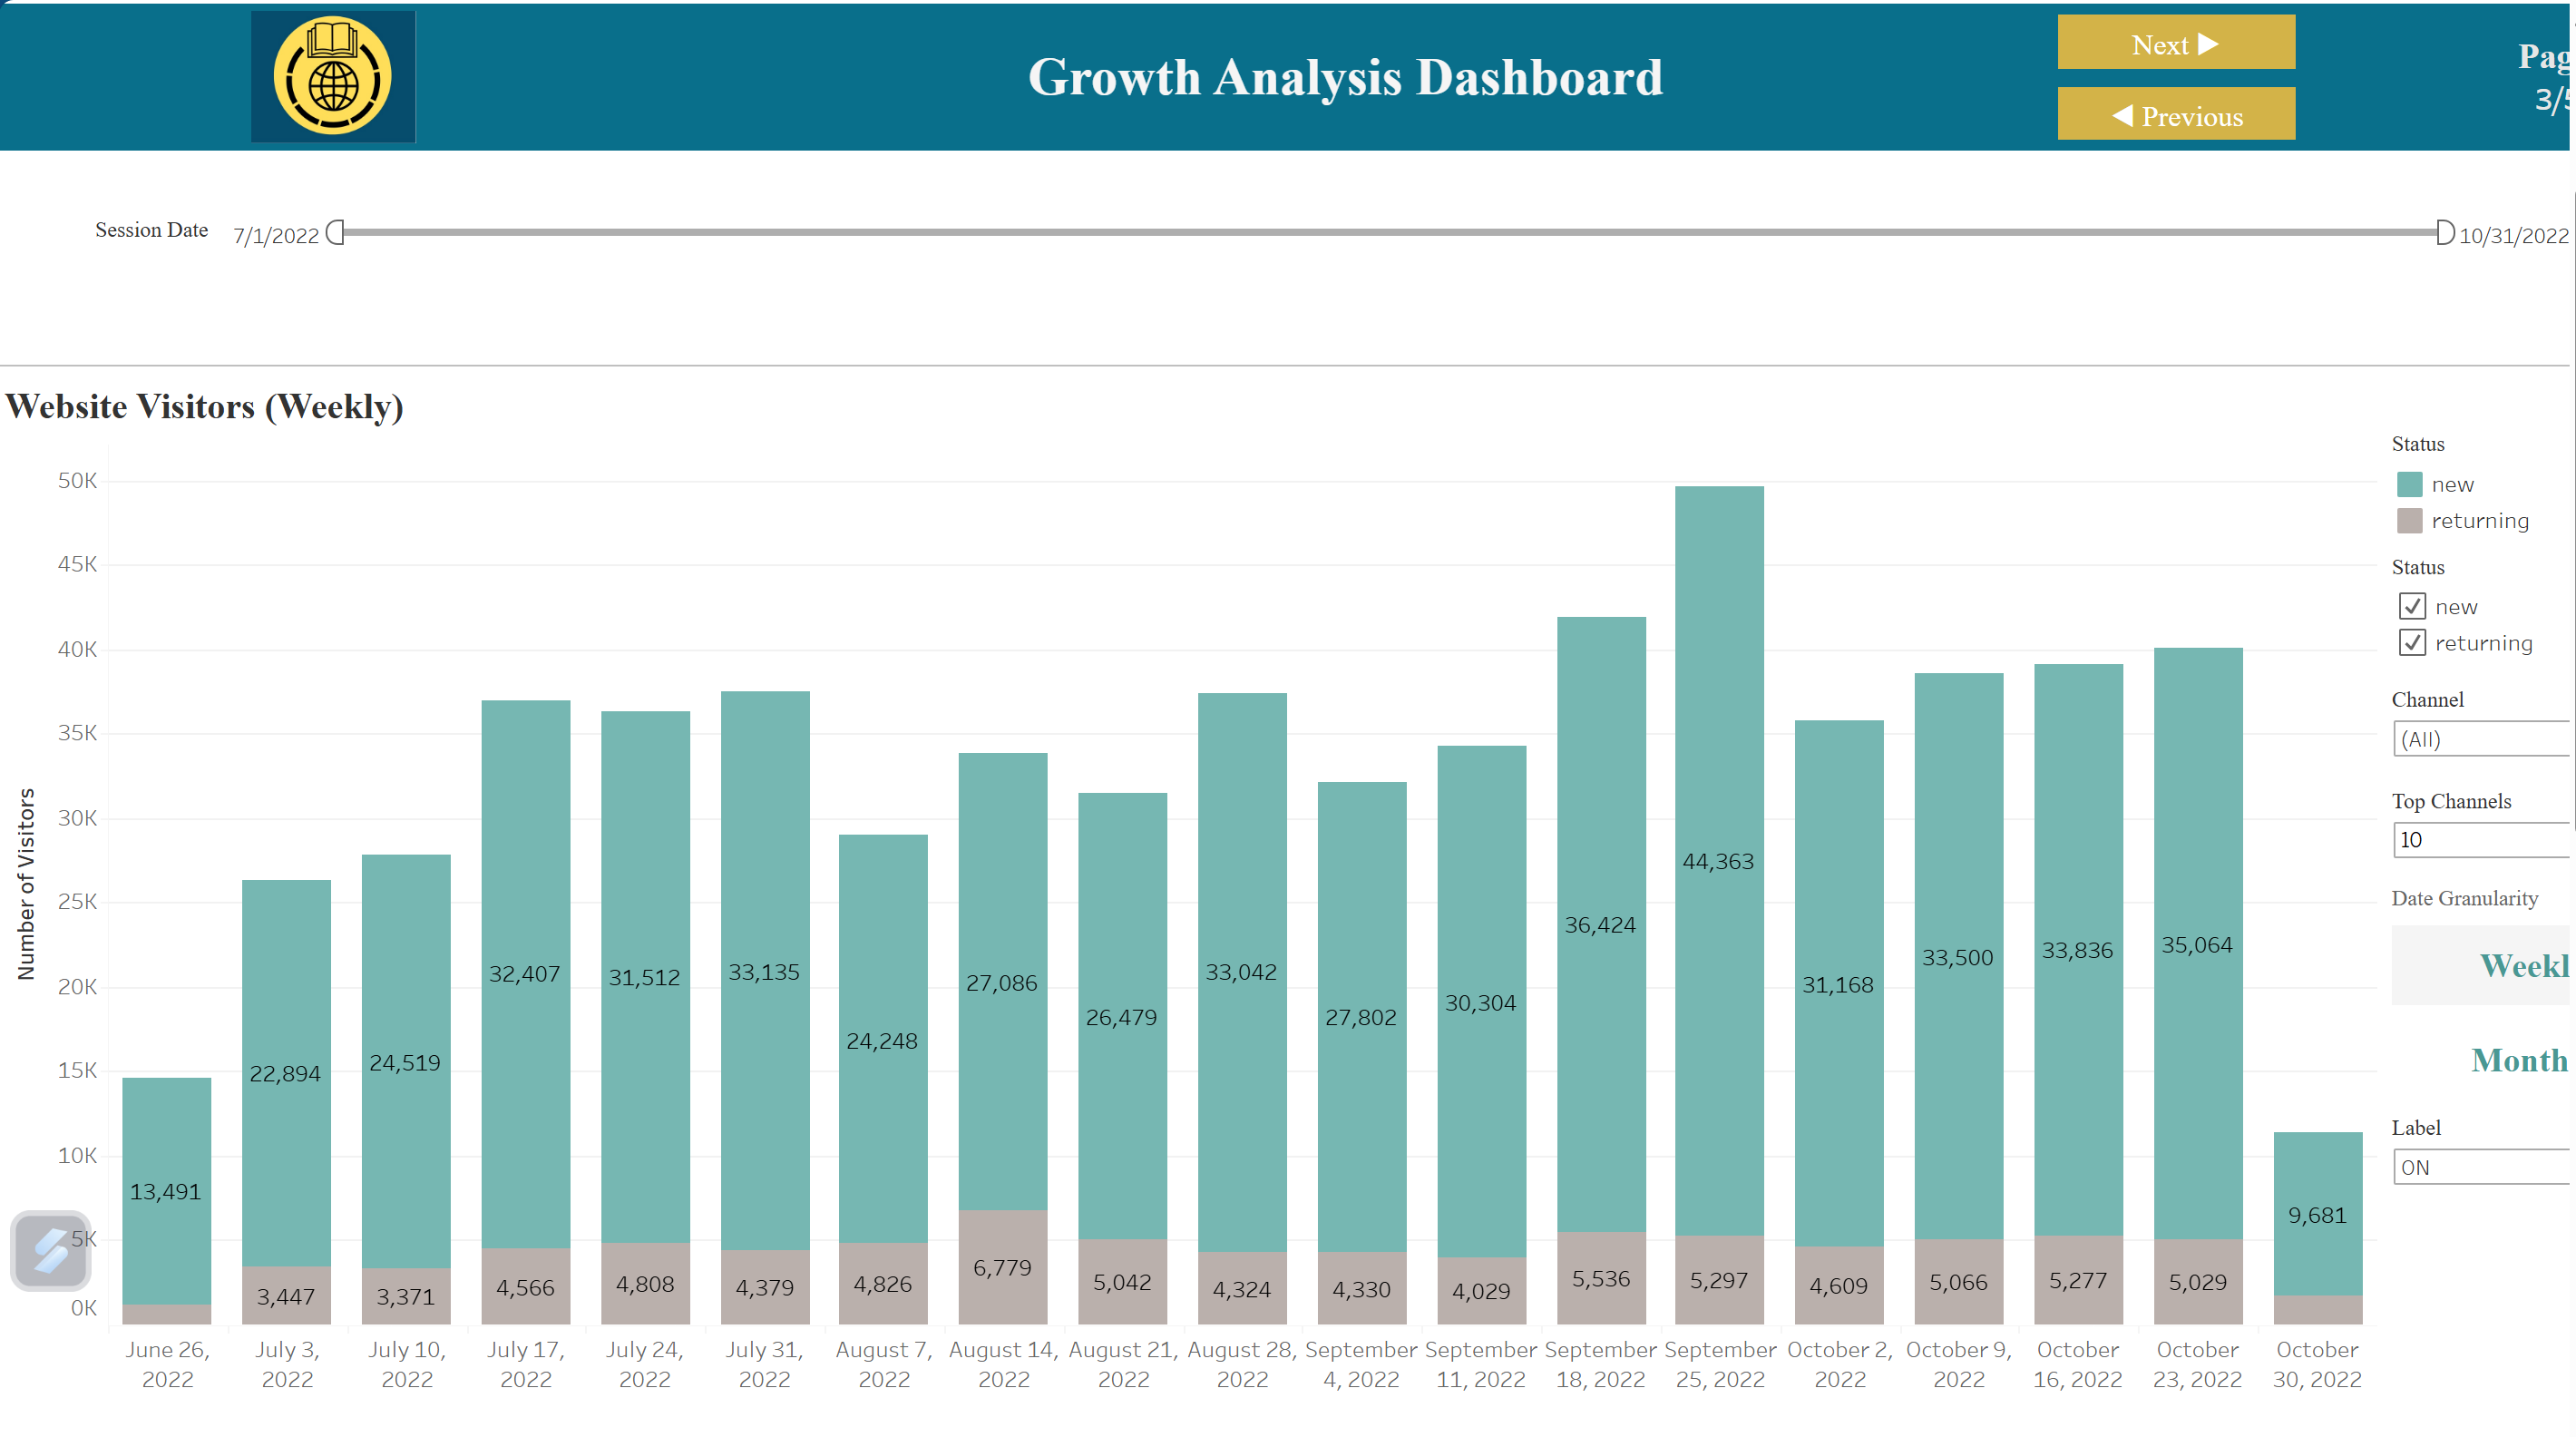 Growth Analysis Dashboard
Next ▶
◀ Previous
Pag
3/5
Session Date
7/1/2022
10/31/2022
Website Visitors (Weekly)
Number of Visitors
50K
45K
40K
35K
30K
25K
20K
15K
10K
5K
0K
13,491
22,894
3,447
24,519
3,371
32,407
4,566
31,512
4,808
33,135
4,379
24,248
4,826
27,086
6,779
26,479
5,042
33,042
4,324
27,802
4,330
30,304
4,029
36,424
5,536
44,363
5,297
31,168
4,609
33,500
5,066
33,836
5,277
35,064
5,029
9,681
June 26,
2022
July 3,
2022
July 10,
2022
July 17,
2022
July 24,
2022
July 31,
2022
August 7,
2022
August 14,
2022
August 21,
2022
August 28,
2022
September
4, 2022
September
11, 2022
September
18, 2022
September
25, 2022
October 2,
2022
October 9,
2022
October
16, 2022
October
23, 2022
October
30, 2022
Status
new
returning
Status
new
returning
Channel
(All)
Top Channels
10
Date Granularity
Weekl
Month
Label
ON